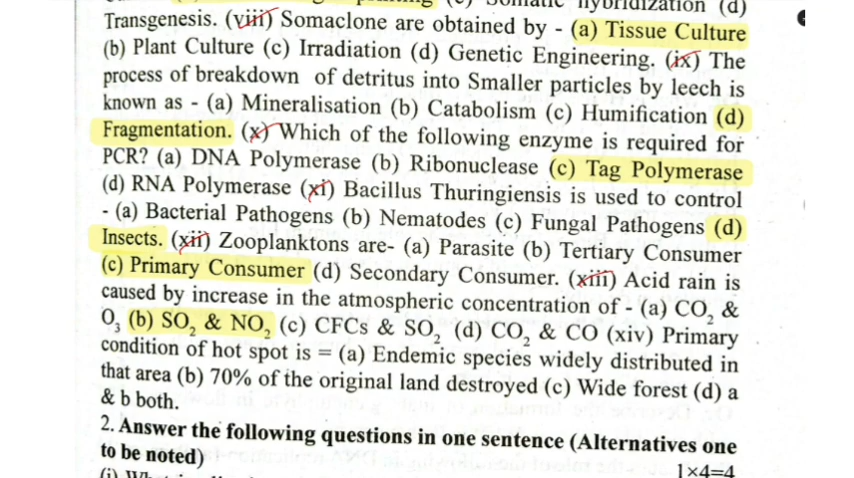 hybridization (d)
Transgenesis. (viii) Somaclone are obtained by - (a) Tissue Culture
(b) Plant Culture (c) Irradiation (d) Genetic Engineering. (ix) The
process of breakdown of detritus into Smaller particles by leech is
known as - (a) Mineralisation (b) Catabolism (c) Humification (d)
Fragmentation. (x) Which of the following enzyme is required for
PCR? (a) DNA Polymerase (b) Ribonuclease (c) Tag Polymerase
(d) RNA Polymerase (xi) Bacillus Thuringiensis is used to control
- (a) Bacterial Pathogens (b) Nematodes (c) Fungal Pathogens (d)
Insects. (xii) Zooplanktons are- (a) Parasite (b) Tertiary Consumer
(c) Primary Consumer (d) Secondary Consumer. (xiii) Acid rain is
caused by increase in the atmospheric concentration of - (a) CO₂ &
O₃ (b) SO₂ & NO₂ (c) CFCs & SO₂ (d) CO₂ & CO (xiv) Primary
condition of hot spot is = (a) Endemic species widely distributed in
that area (b) 70% of the original land destroyed (c) Wide forest (d) a
& b both.
2. Answer the following questions in one sentence (Alternatives one
to be noted)
1×4=4